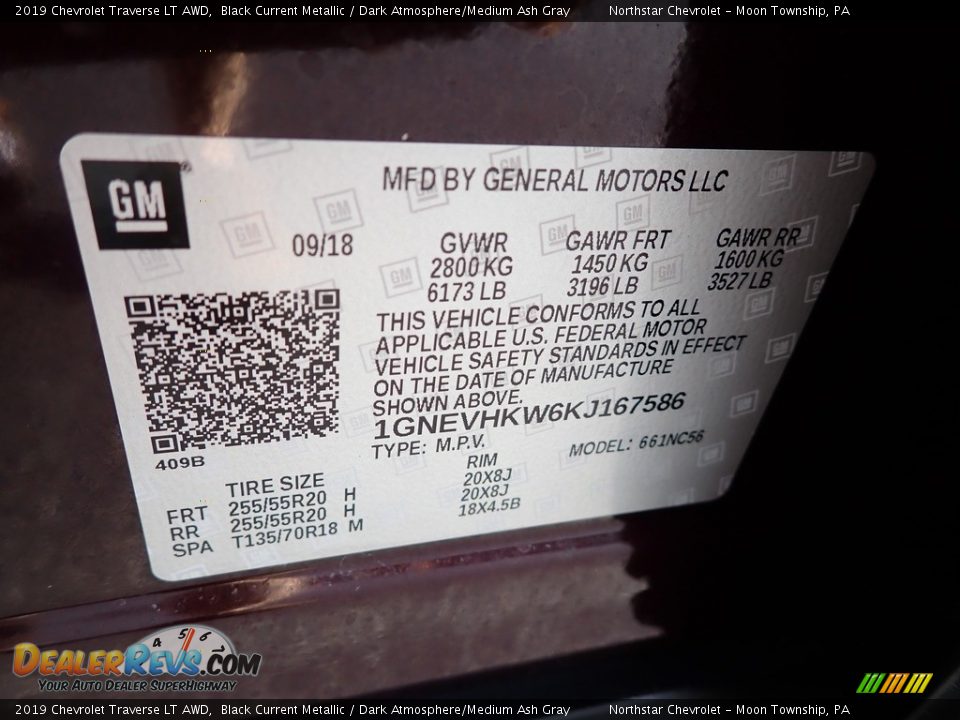 2019 Chevrolet Traverse LT AWD, Black Current Metallic / Dark Atmosphere/Medium Ash Gray Northstar Chevrolet - Moon Township, PA
GM
MFD BY GENERAL MOTORS LLC
09/18 GVWR GAWR FRT GAWR RR
2800 KG 1450 KG 1600 KG
6173 LB 3196 LB 3527 LB
THIS VEHICLE CONFORMS TO ALL
APPLICABLE U.S. FEDERAL MOTOR
VEHICLE SAFETY STANDARDS IN EFFECT
ON THE DATE OF MANUFACTURE
SHOWN ABOVE.
1GNEVHKW6KJ167586
TYPE: M.P.V. MODEL: 661NC56
409B
TIRE SIZE RIM
FRT 255/55R20 H 20X8J
RR 255/55R20 H 20X8J
SPA T135/70R18 M 18X4.5B
4 5 6
DEALERREVS.COM
YOUR AUTO DEALER SUPERHIGHWAY
2019 Chevrolet Traverse LT AWD, Black Current Metallic / Dark Atmosphere/Medium Ash Gray Northstar Chevrolet - Moon Township, PA